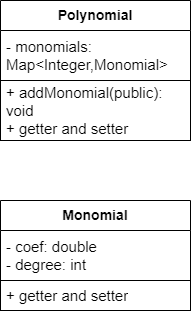 Polynomial
- monomials:
Map<Integer,Monomial>
+ addMonomial(public):
void
+ getter and setter
Monomial
- coef: double
- degree: int
+ getter and setter